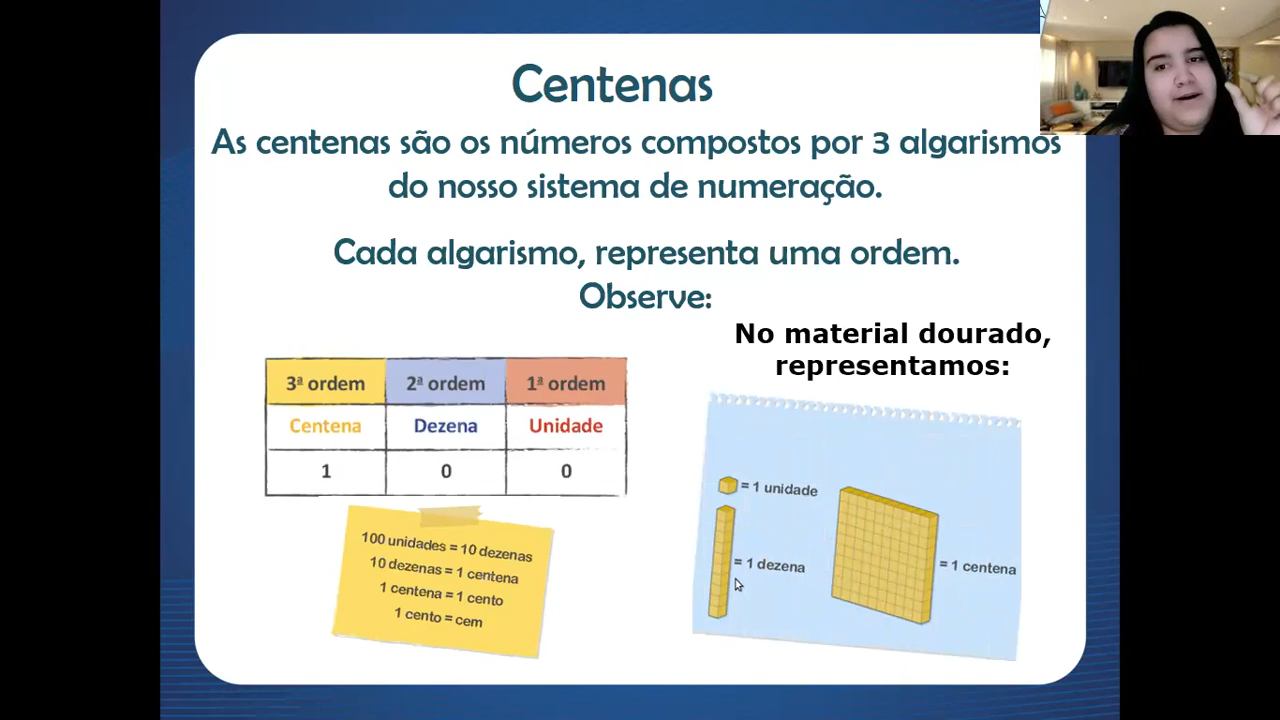 Centenas
As centenas são os números compostos por 3 algarismos
do nosso sistema de numeração.
Cada algarismo, representa uma ordem.
Observe:
No material dourado,
representamos:
3ª ordem 2ª ordem 1ª ordem
Centena Dezena Unidade
1 0 0
100 unidades = 10 dezenas
10 dezenas = 1 centena
1 centena = 1 cento
1 cento = cem
= 1 unidade
= 1 dezena
= 1 centena